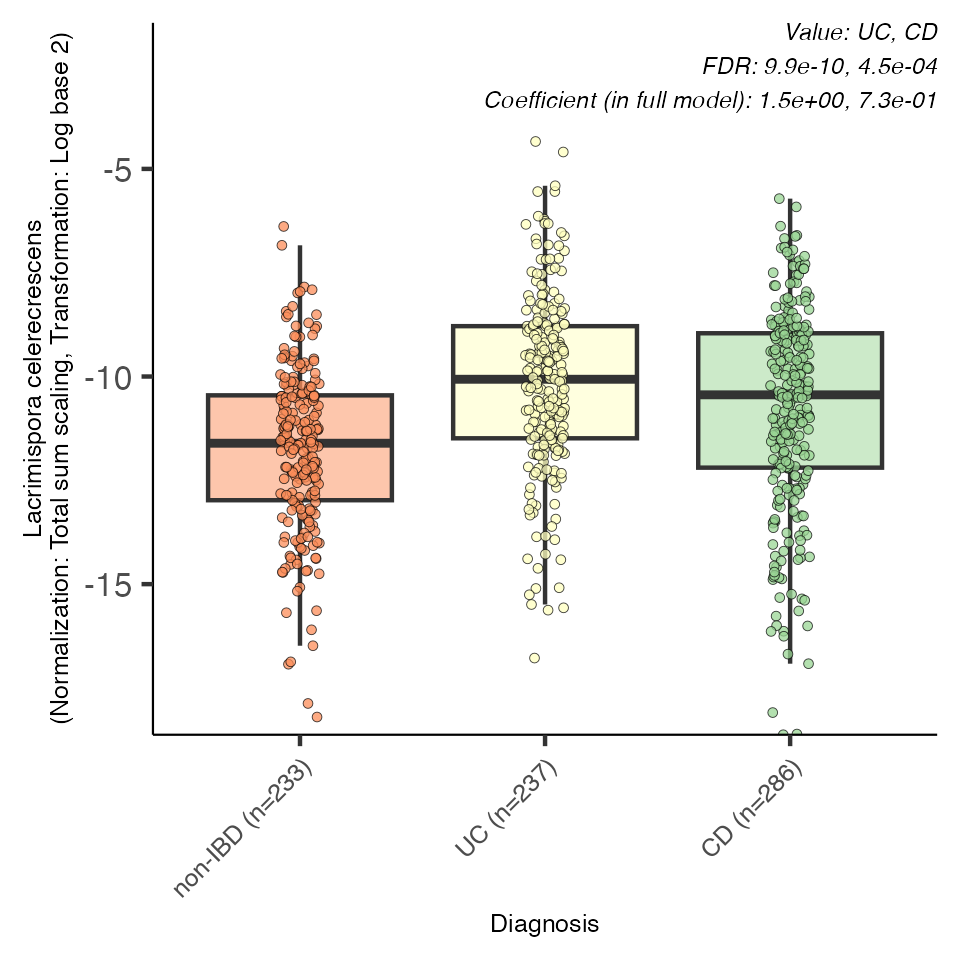 Value: UC, CD
FDR: 9.9e-10, 4.5e-04
Coefficient (in full model): 1.5e+00, 7.3e-01
Lacrimispora celerecrescens
(Normalization: Total sum scaling, Transformation: Log base 2)
-5
-10
-15
non-IBD (n=233)
UC (n=237)
CD (n=286)
Diagnosis